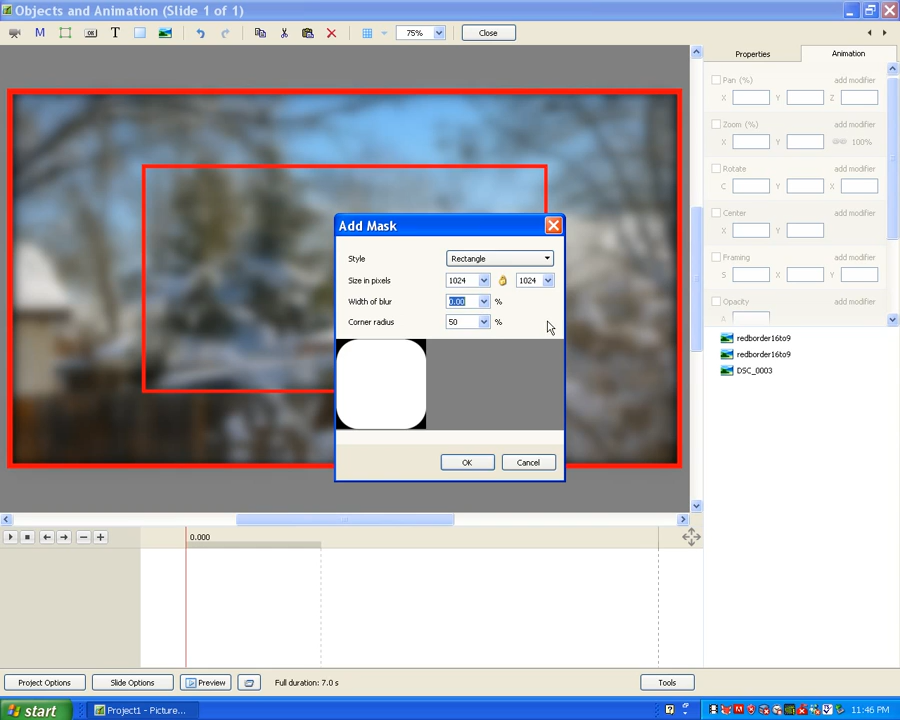 Objects and Animation (Slide 1 of 1)
M OK T 75% Close
Properties Animation
Pan (%) add modifier
X Y Z
Zoom (%) add modifier
X Y 100%
Rotate add modifier
C Y X
Center add modifier
X Y
Framing add modifier
S X Y
Opacity add modifier
redborder16to9
redborder16to9
DSC_0003
Add Mask
Style Rectangle
Size in pixels 1024 1024
Width of blur 0.00 %
Corner radius 50 %
OK Cancel
0.000
Project Options Slide Options Preview Full duration: 7.0 s Tools
start Project1 - Picture... 11:46 PM